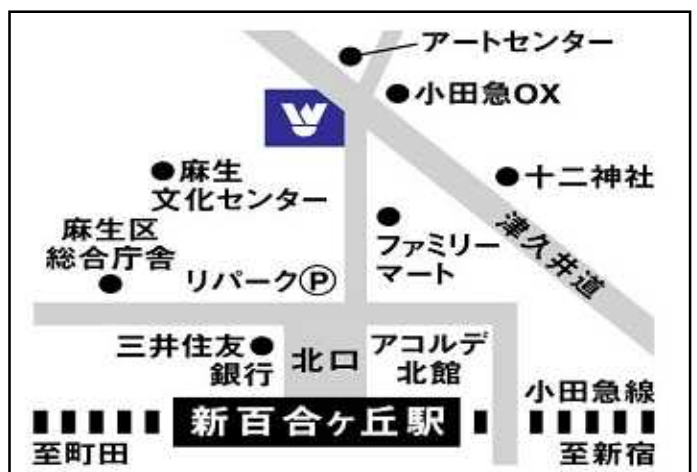 アートセンター
小田急OX
麻生
文化センター
十二神社
麻生区
総合庁舎
ファミリー
マート
津久井道
リパークⓅ
三井住友
銀行
北口
アコルデ
北館
小田急線
新百合ヶ丘駅
至町田
至新宿